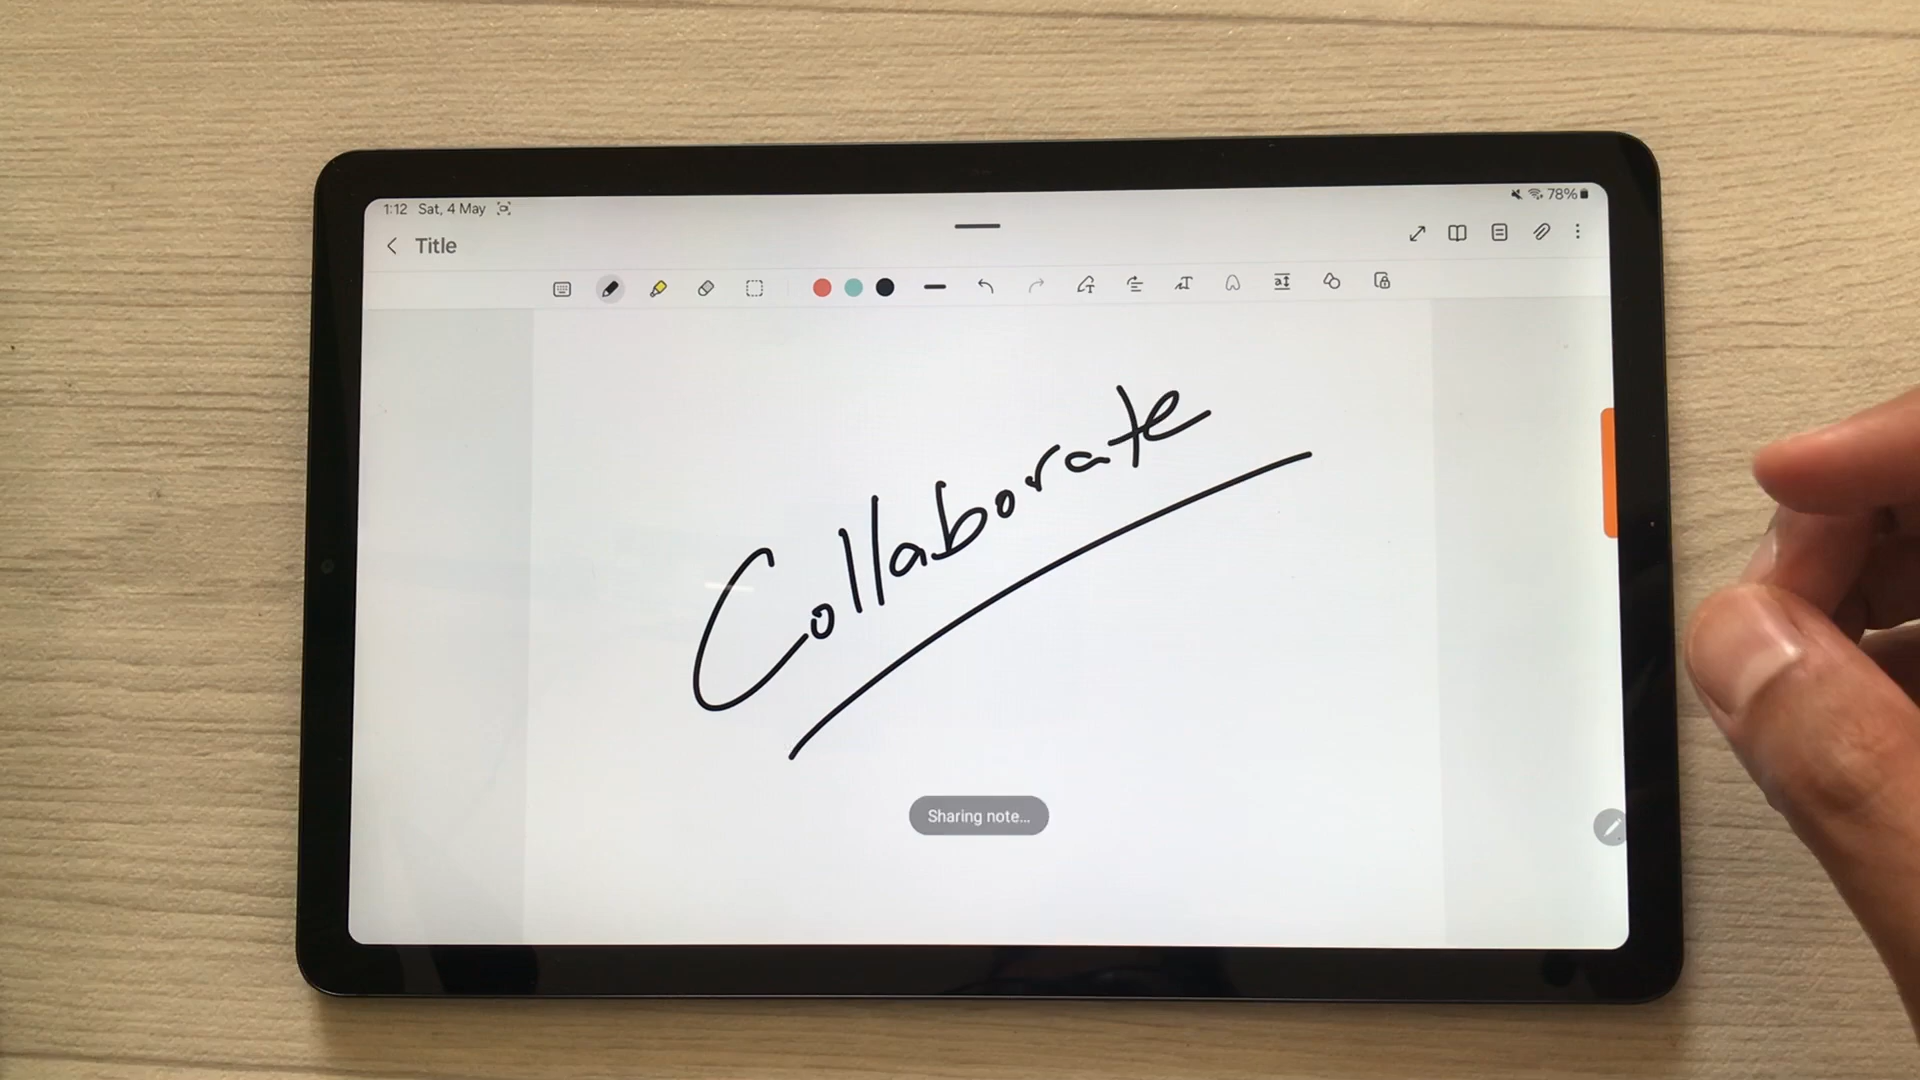 1:12 Sat, 4 May
78%
Title
Collaborate
Sharing note...